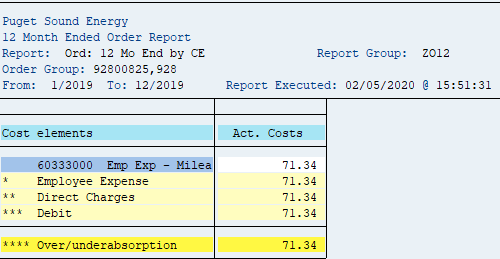 Puget Sound Energy
12 Month Ended Order Report
Report: Ord: 12 Mo End by CE Report Group: ZO12
Order Group: 92800825,928
From: 1/2019 To: 12/2019 Report Executed: 02/05/2020 @ 15:51:31
Cost elements Act. Costs
60333000 Emp Exp - Milea 71.34
* Employee Expense 71.34
** Direct Charges 71.34
*** Debit 71.34
**** Over/underabsorption 71.34